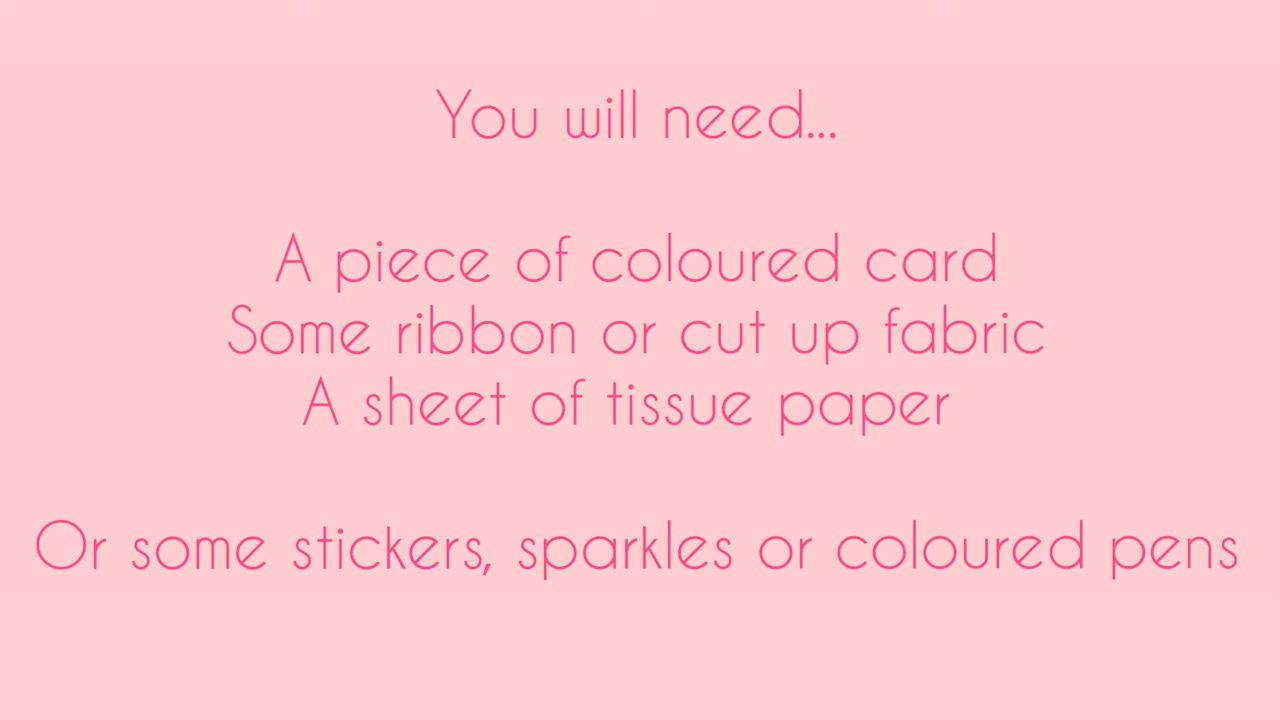 You will need...
A piece of coloured card
Some ribbon or cut up fabric
A sheet of tissue paper
Or some stickers, sparkles or coloured pens